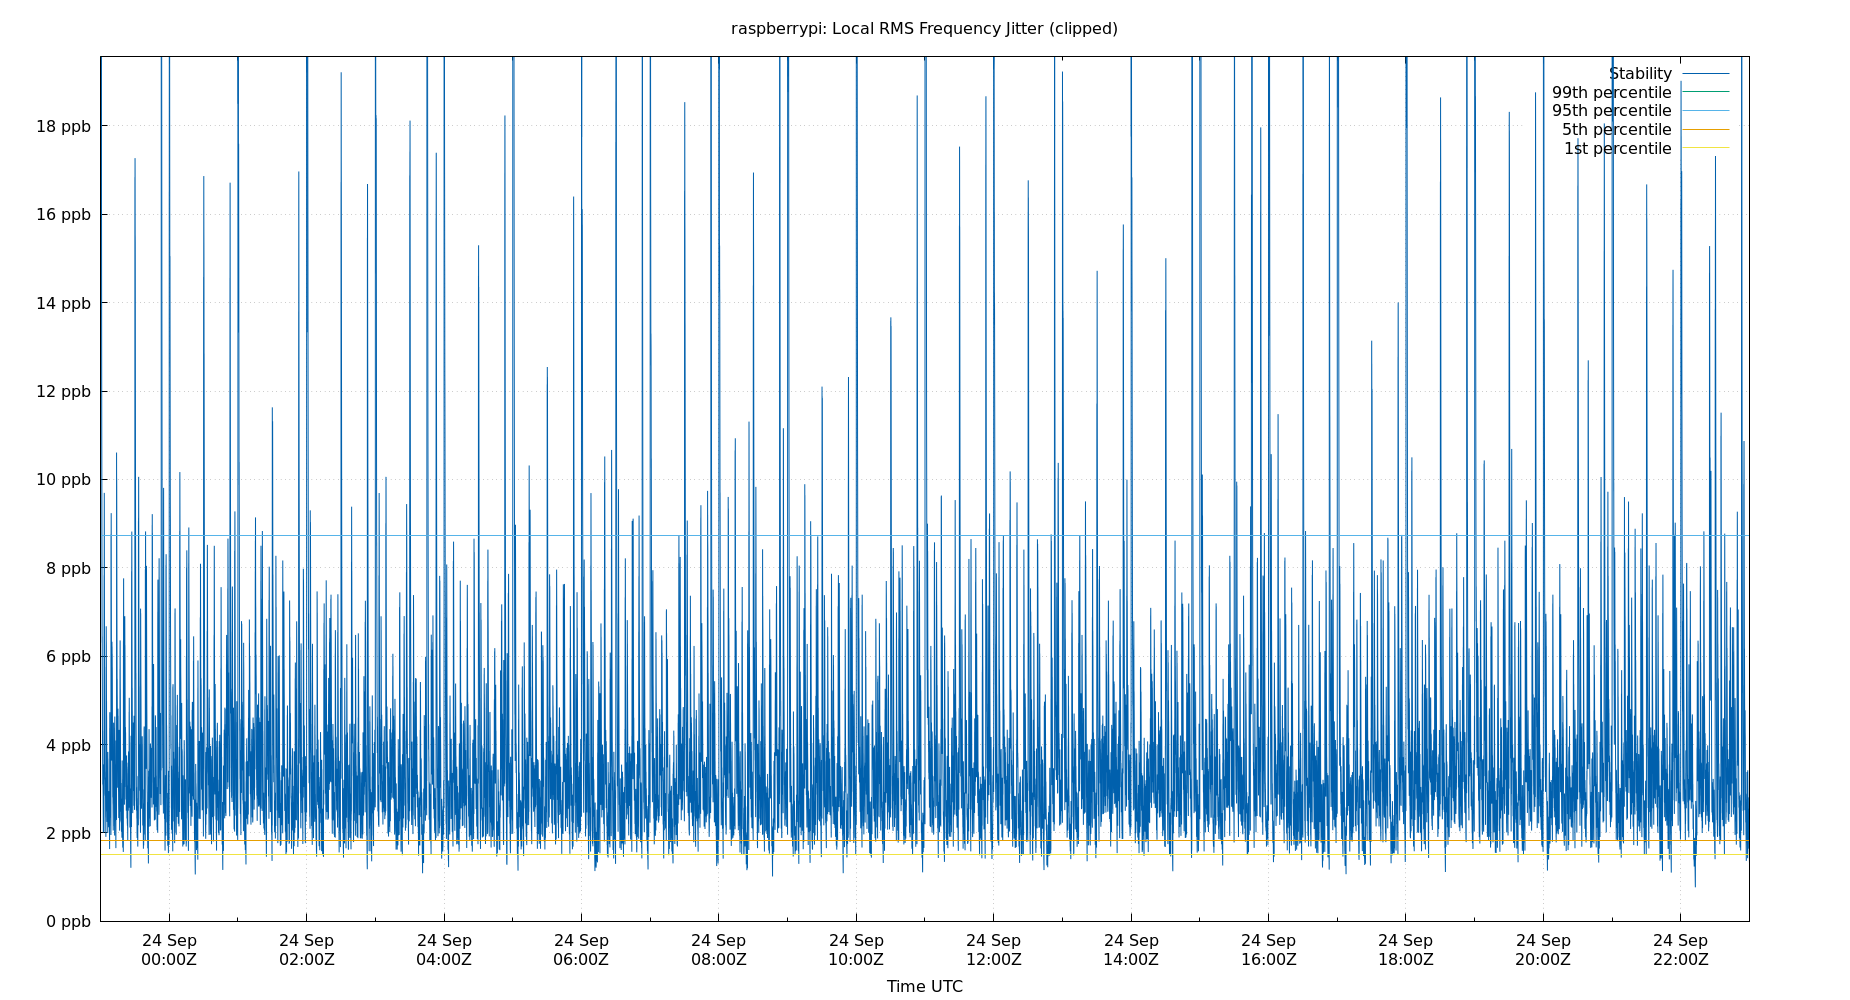 raspberrypi: Local RMS Frequency Jitter (clipped)
Stability
99th percentile
95th percentile
5th percentile
1st percentile
18 ppb
16 ppb
14 ppb
12 ppb
10 ppb
8 ppb
6 ppb
4 ppb
2 ppb
0 ppb
24 Sep 24 Sep 24 Sep 24 Sep 24 Sep 24 Sep 24 Sep 24 Sep 24 Sep 24 Sep 24 Sep 24 Sep
00:00Z 02:00Z 04:00Z 06:00Z 08:00Z 10:00Z 12:00Z 14:00Z 16:00Z 18:00Z 20:00Z 22:00Z
Time UTC